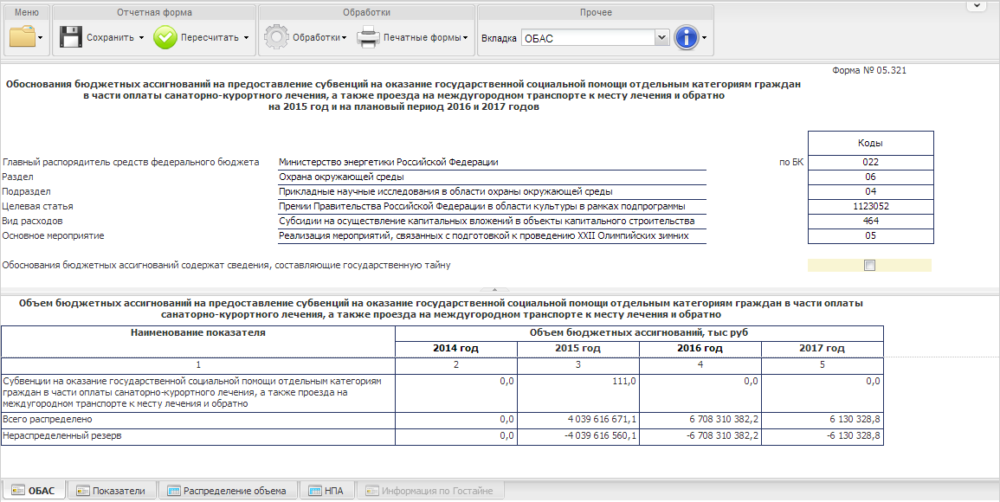 Меню
Отчетная форма
Обработки
Прочее
Сохранить
Пересчитать
Обработки
Печатные формы
Вкладка
ОБАС
Форма № 05.321
Обоснования бюджетных ассигнований на предоставление субвенций на оказание государственной социальной помощи отдельным категориям граждан
в части оплаты санаторно-курортного лечения, а также проезда на междугородном транспорте к месту лечения и обратно
на 2015 год и на плановый период 2016 и 2017 годов
Коды
Главный распорядитель средств федерального бюджета Министерство энергетики Российской Федерации по БК 022
Раздел Охрана окружающей среды 06
Подраздел Прикладные научные исследования в области охраны окружающей среды 04
Целевая статья Премии Правительства Российской Федерации в области культуры в рамках подпрограммы 1123052
Вид расходов Субсидии на осуществление капитальных вложений в объекты капитального строительства 464
Основное мероприятие Реализация мероприятий, связанных с подготовкой к проведению XXII Олимпийских зимних 05
Обоснования бюджетных ассигнований содержат сведения, составляющие государственную тайну
Объем бюджетных ассигнований на предоставление субвенций на оказание государственной социальной помощи отдельным категориям граждан в части оплаты
санаторно-курортного лечения, а также проезда на междугородном транспорте к месту лечения и обратно
Наименование показателя Объем бюджетных ассигнований, тыс руб
2014 год 2015 год 2016 год 2017 год
1 2 3 4 5
Субвенции на оказание государственной социальной помощи отдельным категориям 0,0 111,0 0,0 0,0
граждан в части оплаты санаторно-курортного лечения, а также проезда на
междугородном транспорте к месту лечения и обратно
Всего распределено 0,0 4 039 616 671,1 6 708 310 382,2 6 130 328,8
Нераспределенный резерв 0,0 -4 039 616 560,1 -6 708 310 382,2 -6 130 328,8
ОБАС Показатели Распределение объема НПА Информация по Гостайне